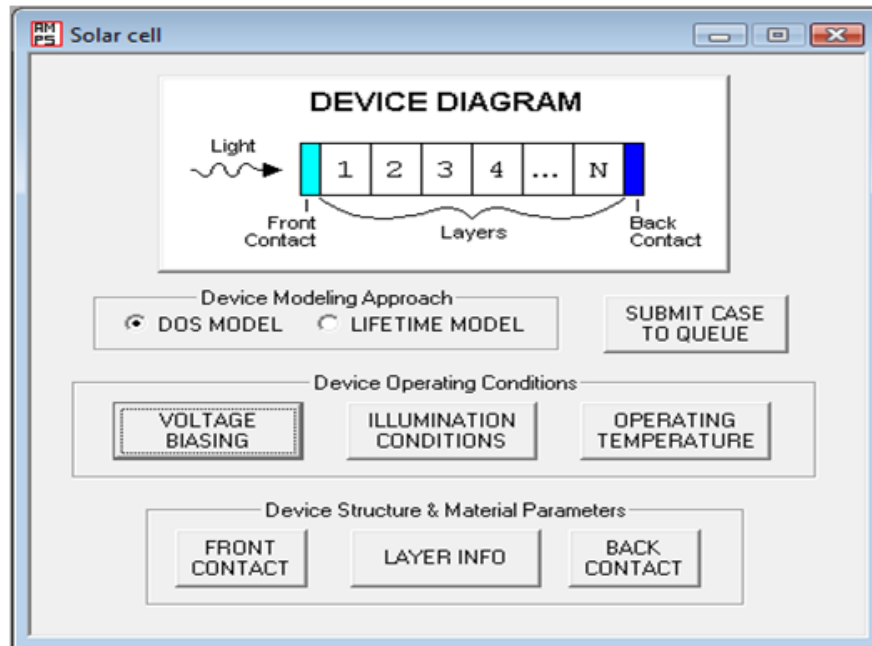 AM
PS
Solar cell
DEVICE DIAGRAM
Light
1 2 3 4 ... N
Front
Contact
Layers
Back
Contact
Device Modeling Approach
DOS MODEL LIFETIME MODEL
SUBMIT CASE
TO QUEUE
Device Operating Conditions
VOLTAGE
BIASING
ILLUMINATION
CONDITIONS
OPERATING
TEMPERATURE
Device Structure & Material Parameters
FRONT
CONTACT
LAYER INFO
BACK
CONTACT